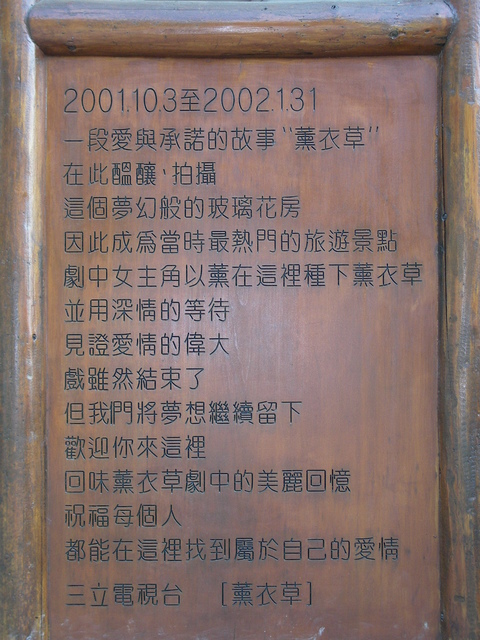 2001.10.3至2002.1.31
一段愛與承諾的故事“薰衣草”
在此醞釀、拍攝
這個夢幻般的玻璃花房
因此成為當時最熱門的旅遊景點
劇中女主角以薰在這裡種下薰衣草
並用深情的等待
見證愛情的偉大
戲雖然結束了
但我們將夢想繼續留下
歡迎你來這裡
回味薰衣草劇中的美麗回憶
祝福每個人
都能在這裡找到屬於自己的愛情
三立電視台 [薰衣草]